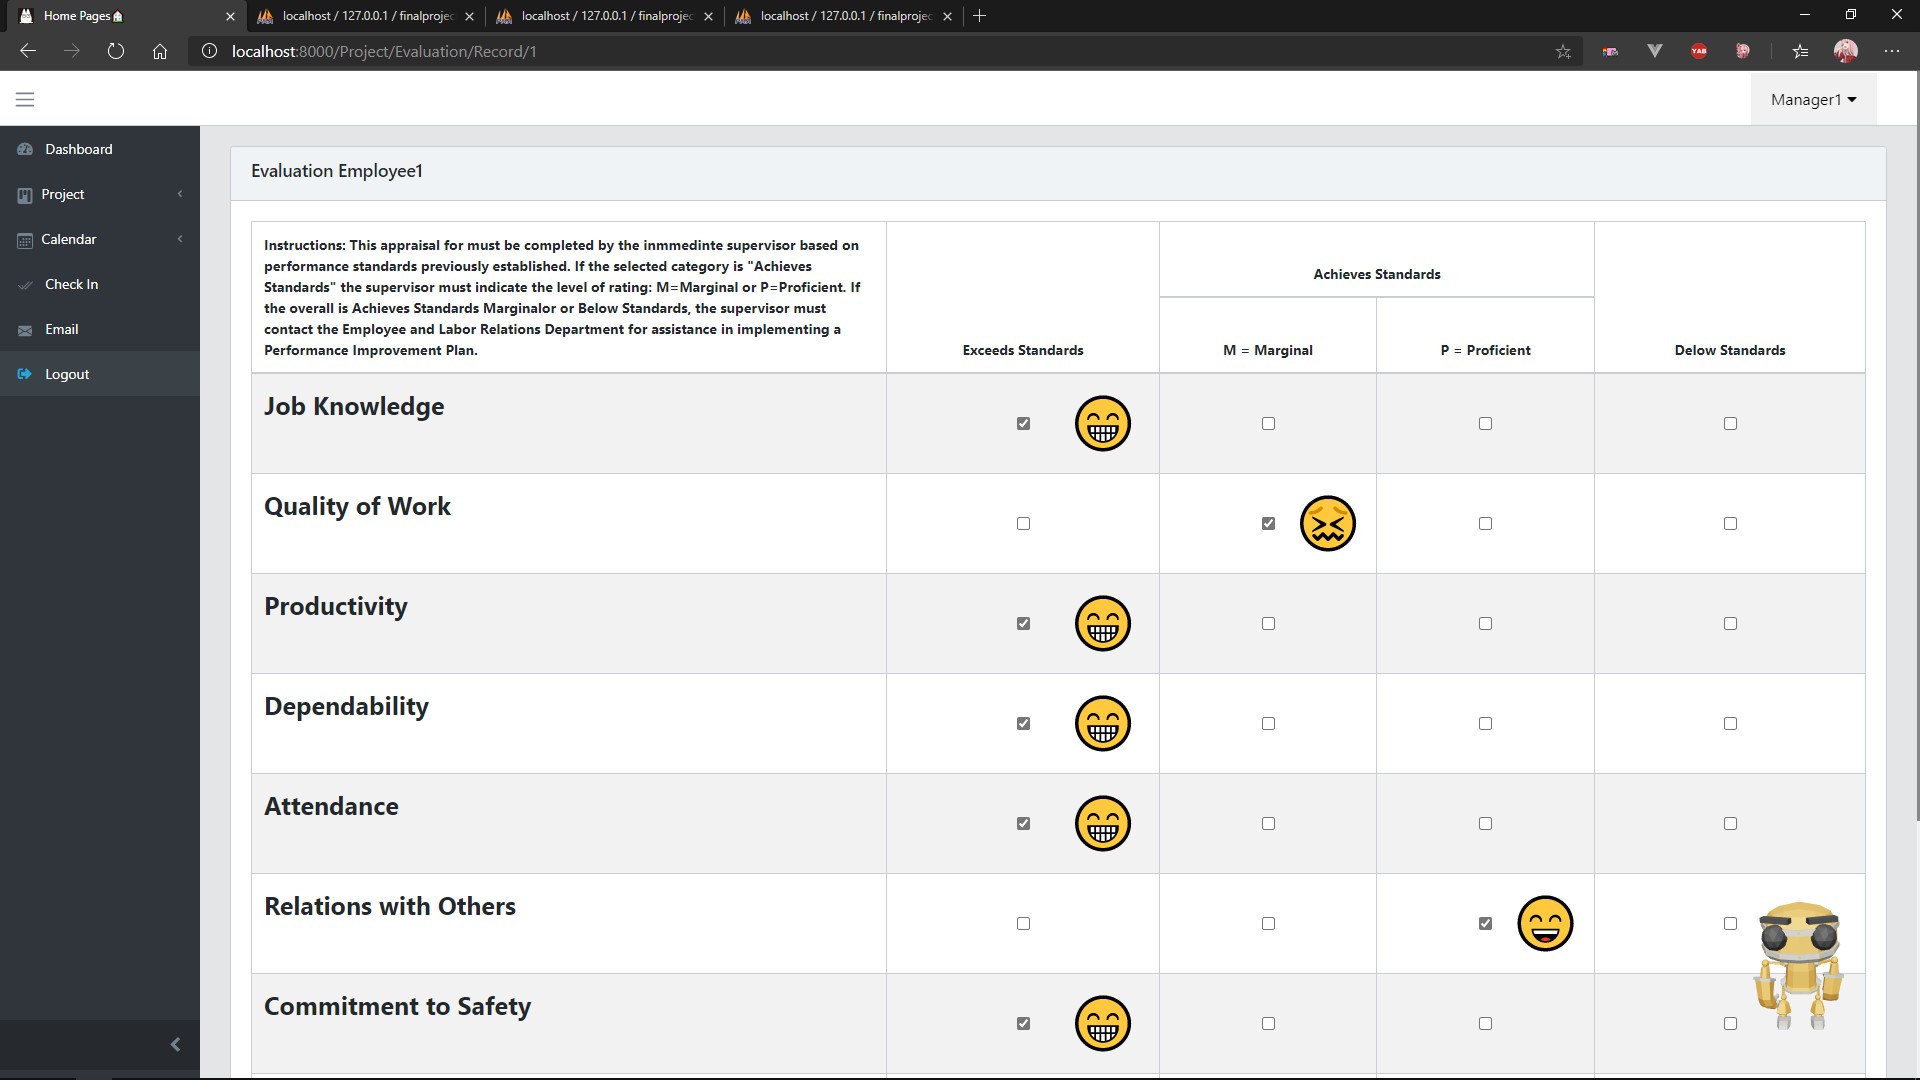 Home Pages
localhost / 127.0.0.1 / finalprojec
localhost / 127.0.0.1 / finalprojec
localhost / 127.0.0.1 / finalprojec
localhost:8000/Project/Evaluation/Record/1
YAB
Manager1
Dashboard
Project
Calendar
Check In
Email
Logout
Evaluation Employee1
Instructions: This appraisal for must be completed by the inmmedinte supervisor based on
performance standards previously established. If the selected category is "Achieves
Standards" the supervisor must indicate the level of rating: M=Marginal or P=Proficient. If
the overall is Achieves Standards Marginalor or Below Standards, the supervisor must
contact the Employee and Labor Relations Department for assistance in implementing a
Performance Improvement Plan.
Exceeds Standards
Achieves Standards
M = Marginal
P = Proficient
Delow Standards
Job Knowledge
Quality of Work
Productivity
Dependability
Attendance
Relations with Others
Commitment to Safety